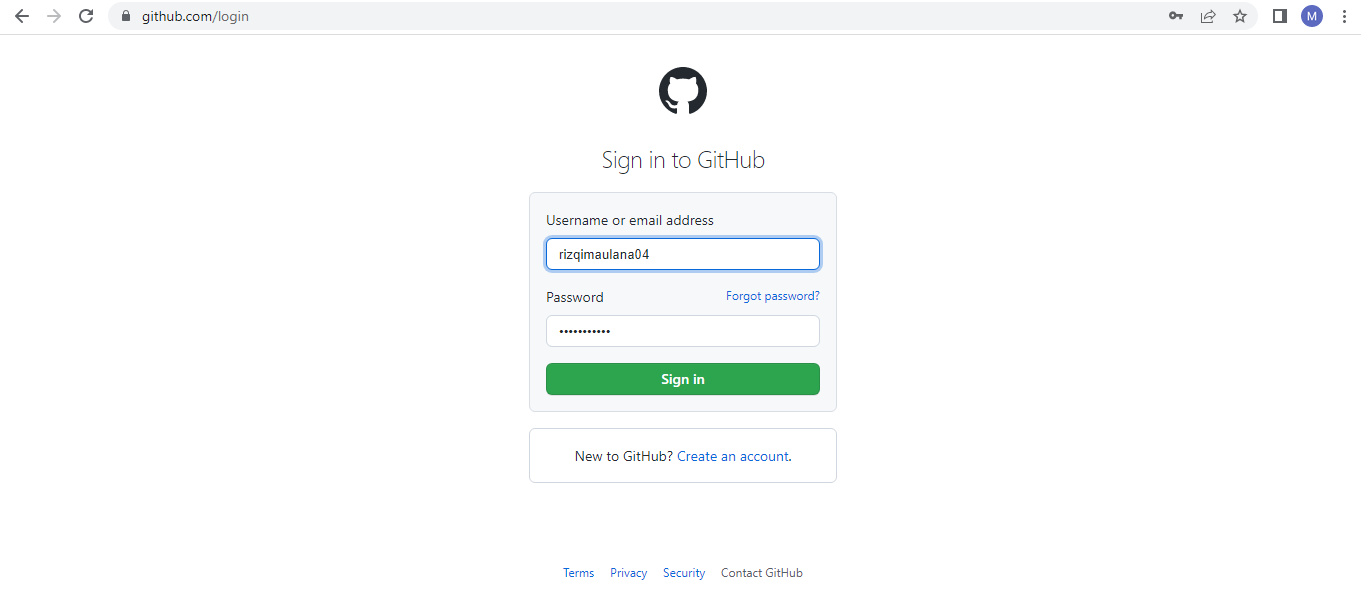 github.com/login
M
Sign in to GitHub
Username or email address
rizqimaulana04
Password Forgot password?
•••••••••••
Sign in
New to GitHub? Create an account.
Terms Privacy Security Contact GitHub